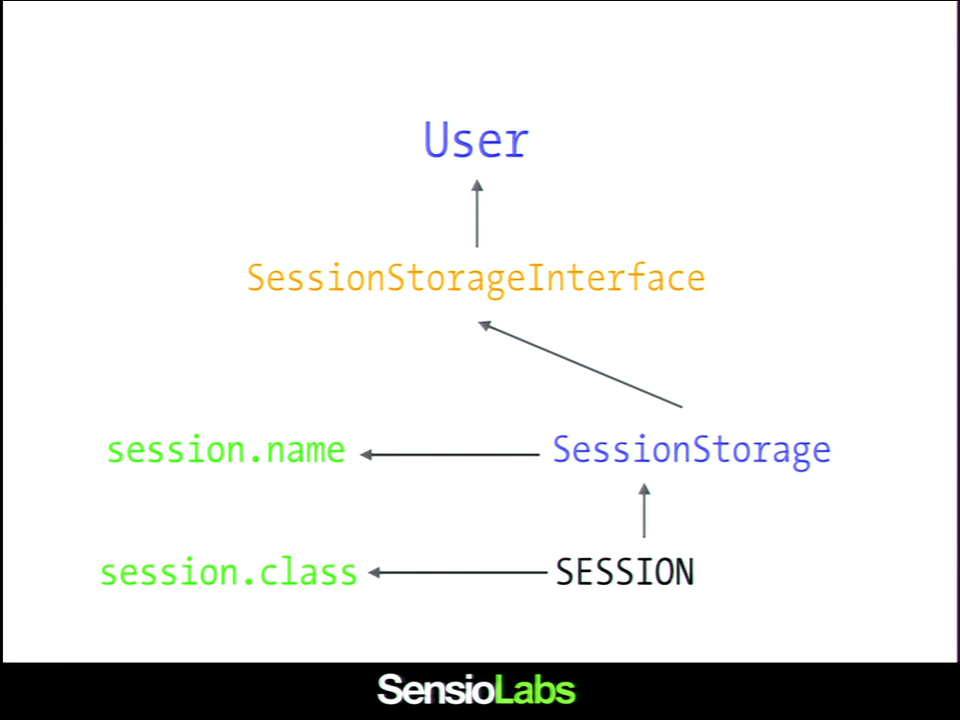 User
SessionStorageInterface
session.name SessionStorage
session.class SESSION
SensioLabs